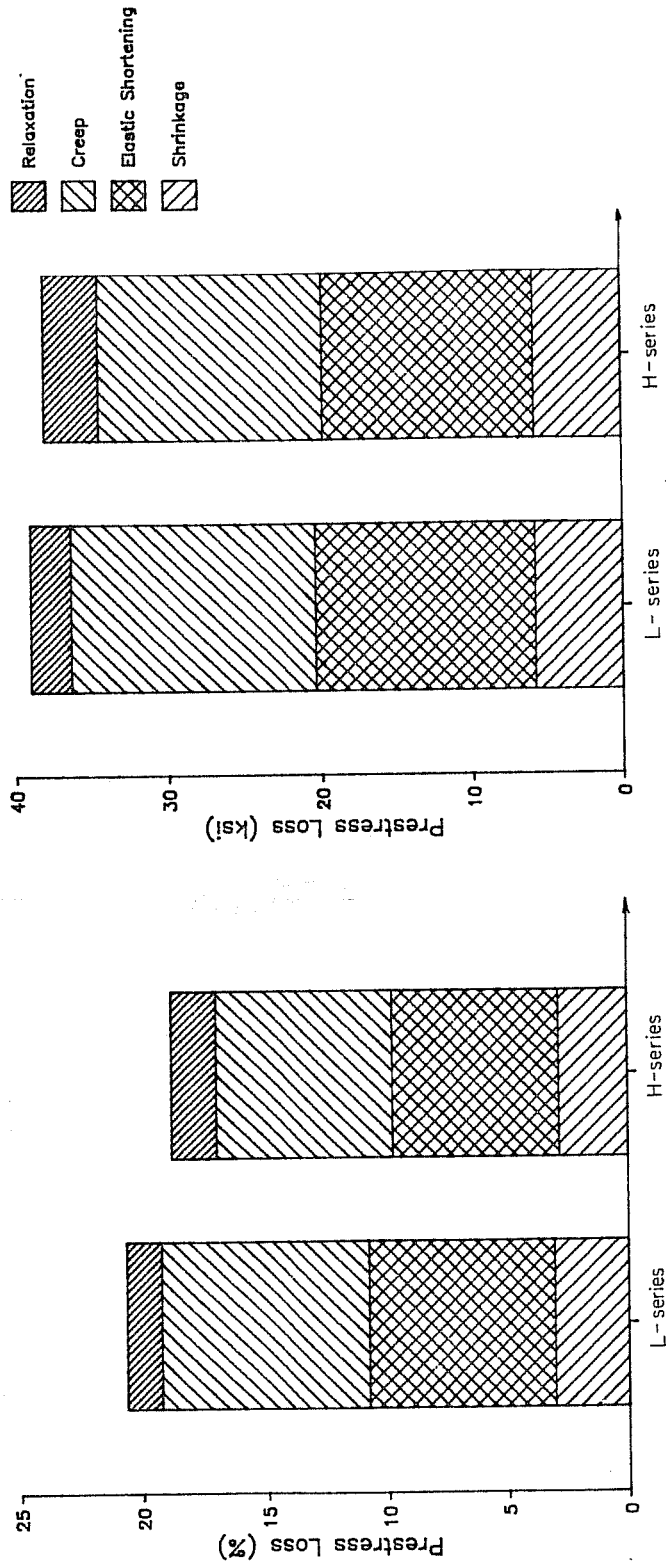 25
20
15
10
5
0
Prestress Loss (%)
L- series
H-series
40
30
20
10
0
Prestress Loss (ksi)
L- series
H-series
Relaxation
Creep
Elastic Shortening
Shrinkage